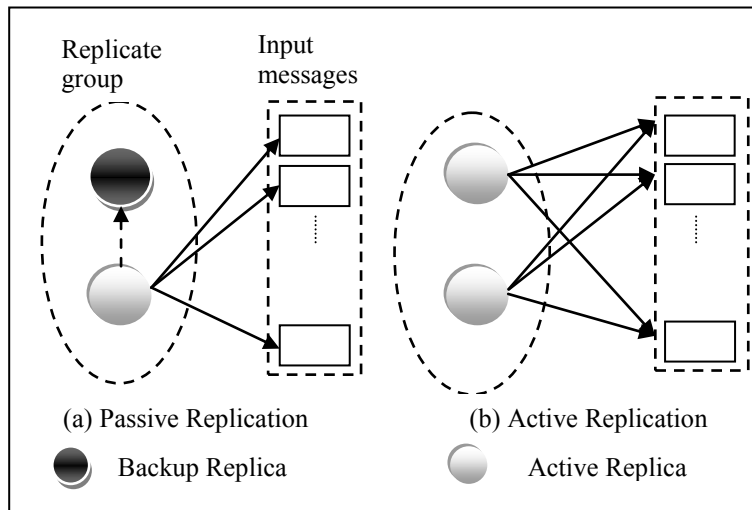 Replicate
group
Input
messages
(a) Passive Replication
(b) Active Replication
Backup Replica
Active Replica